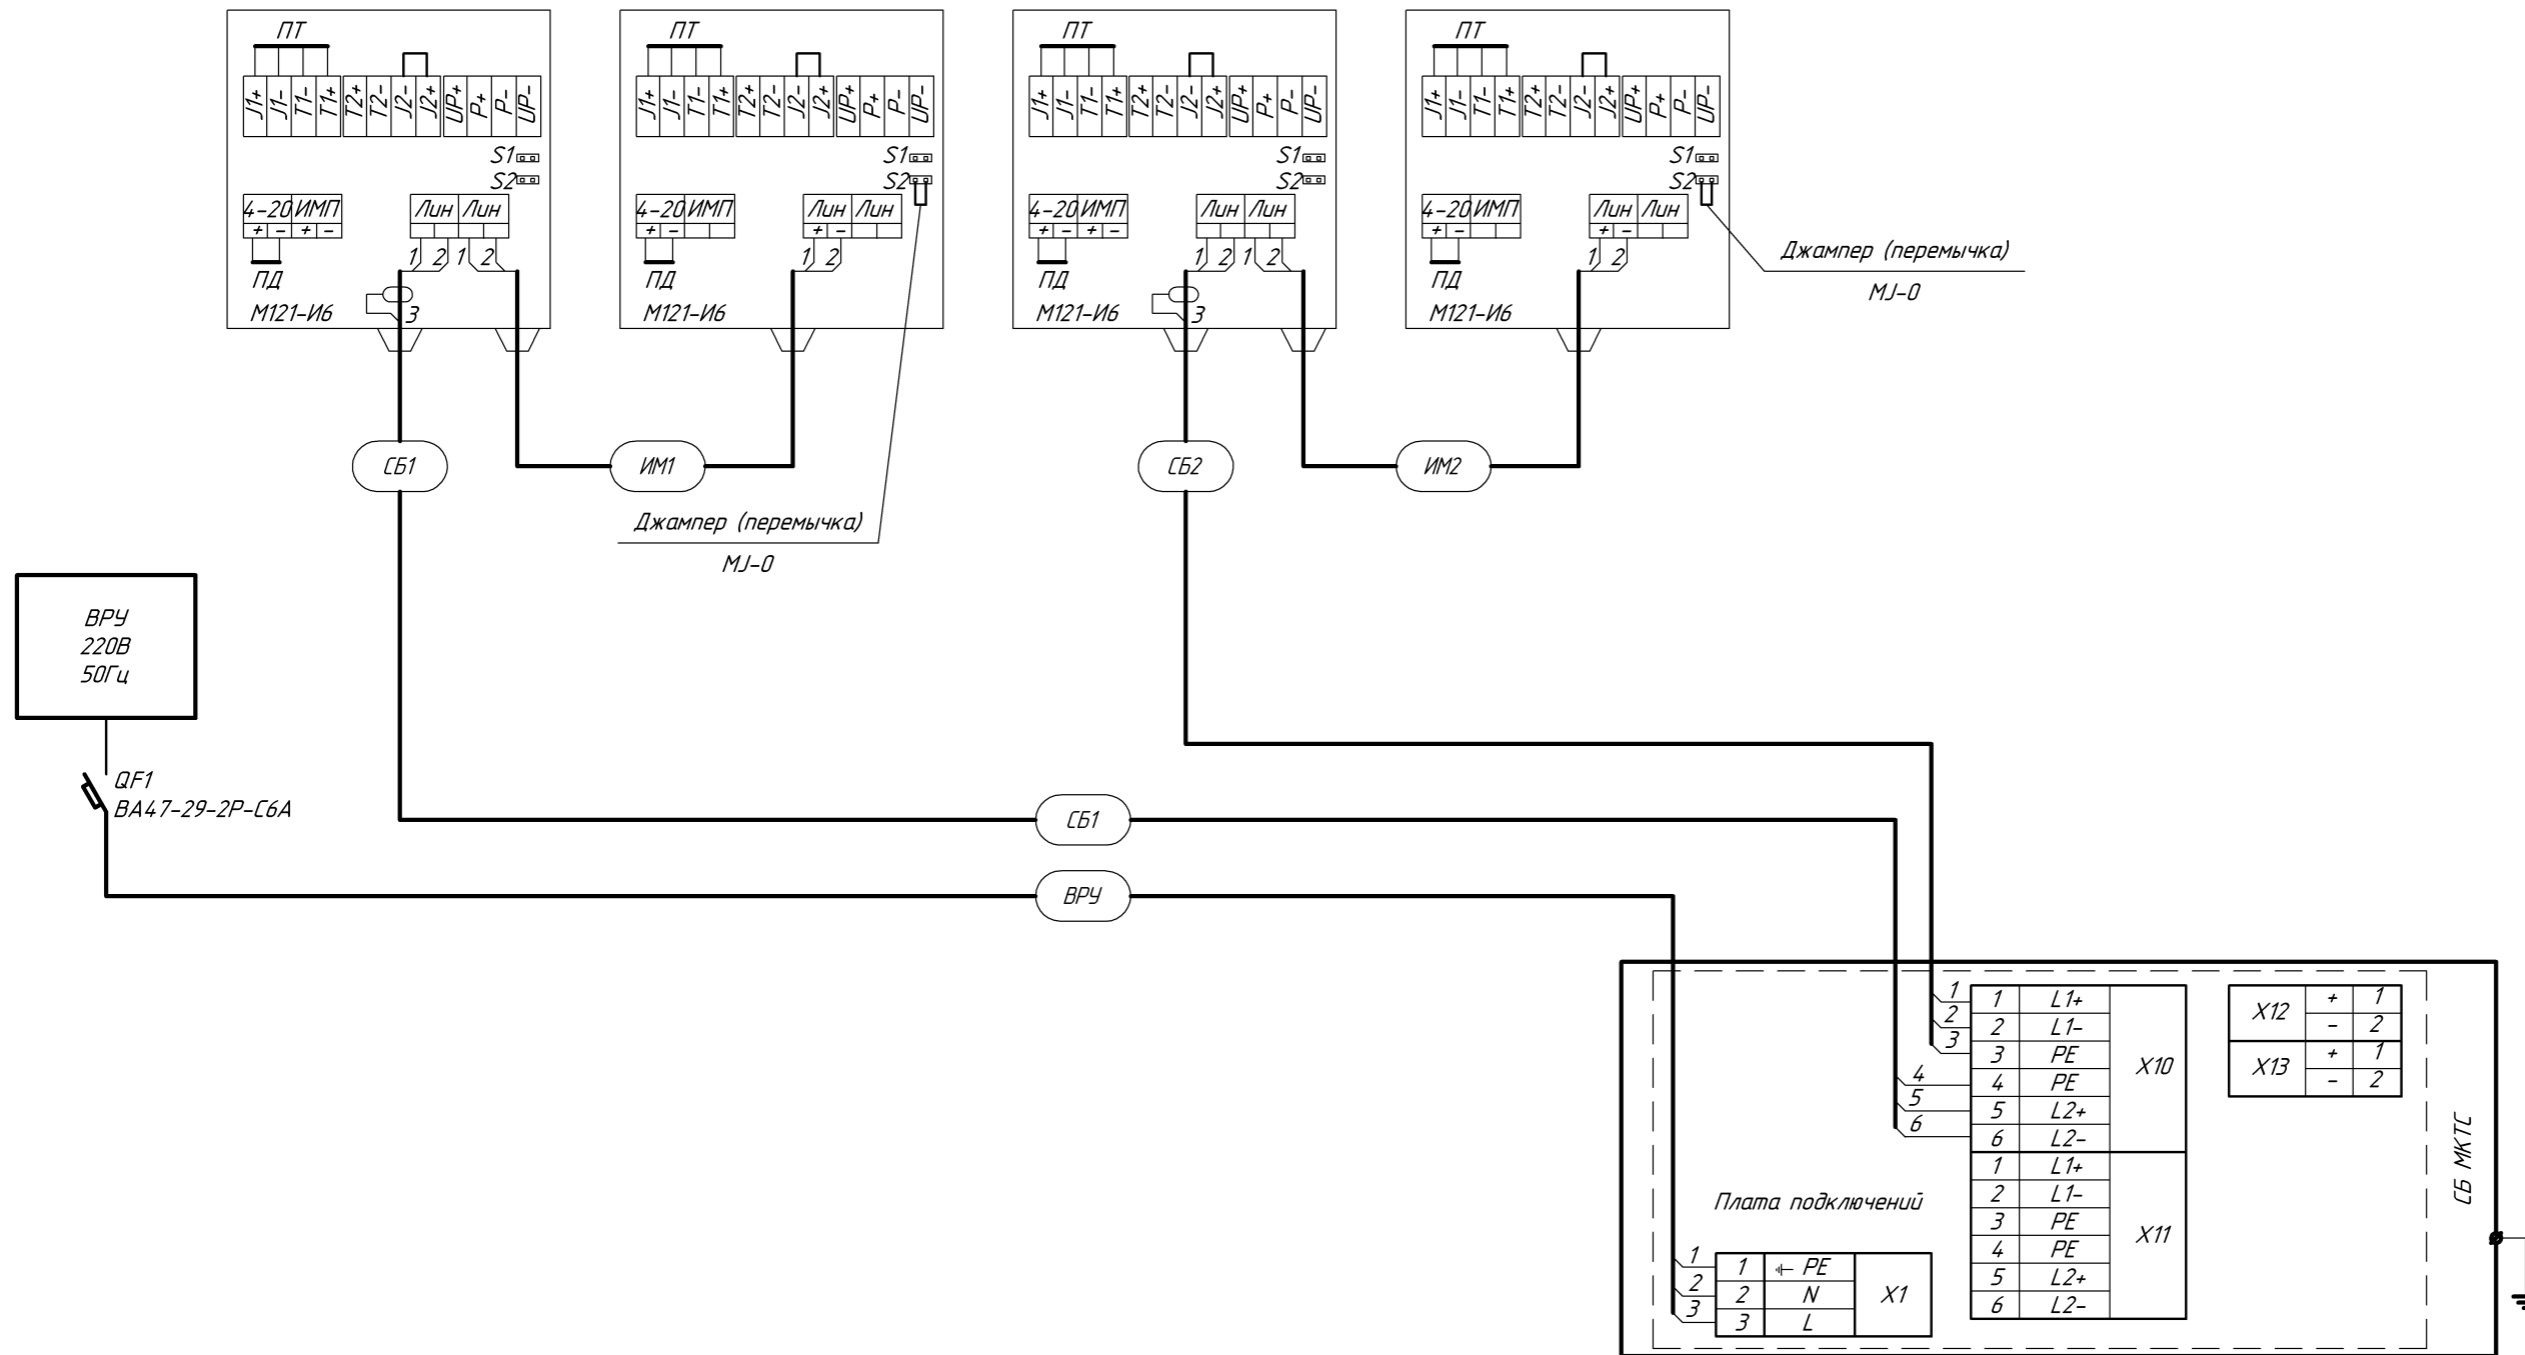 ПТ
J1+ J1- T1- T1+ T2+ T2- J2- J2+ UP+ P+ P- UP-
S1
S2
4-20 ИМП
+ - + -
Лин Лин
1 2 1 2
ПД
3
М121-И6
ПТ
J1+ J1- T1- T1+ T2+ T2- J2- J2+ UP+ P+ P- UP-
S1
S2
4-20 ИМП
+ -
Лин Лин
+ -
1 2
ПД
М121-И6
ПТ
J1+ J1- T1- T1+ T2+ T2- J2- J2+ UP+ P+ P- UP-
S1
S2
4-20 ИМП
+ - + -
Лин Лин
1 2 1 2
ПД
3
М121-И6
ПТ
J1+ J1- T1- T1+ T2+ T2- J2- J2+ UP+ P+ P- UP-
S1
S2
4-20 ИМП
+ -
Лин Лин
+ -
1 2
ПД
М121-И6
Джампер (перемычка)
MJ-0
СБ1
ИМ1
СБ2
ИМ2
Джампер (перемычка)
MJ-0
ВРУ
220В
50Гц
QF1
ВА47-29-2Р-С6А
СБ1
ВРУ
1 1 L1+
2 2 L1-
3 3 PE
4 4 PE
5 5 L2+
6 6 L2-
X10
1 L1+
2 L1-
3 PE
4 PE
5 L2+
6 L2-
X11
X12
+ 1
- 2
X13
+ 1
- 2
СБ МКТС
Плата подключений
1 1 PE
2 2 N
3 3 L
X1